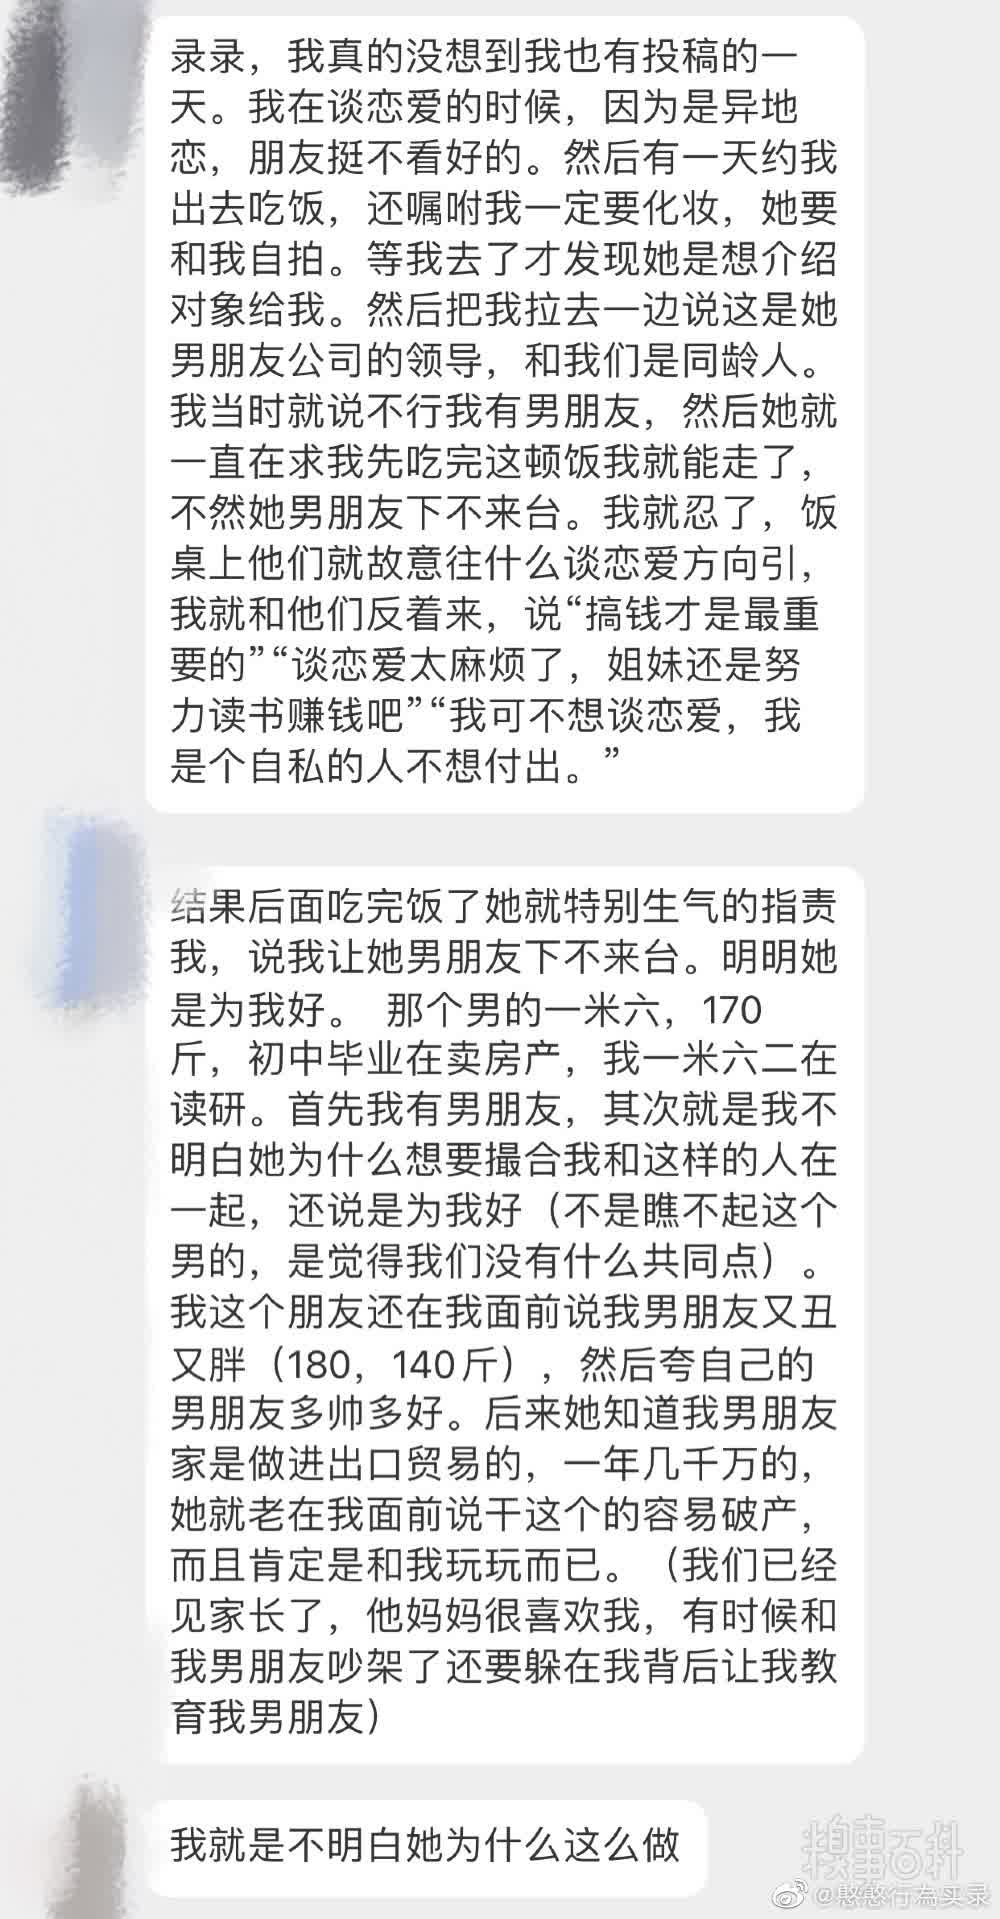 录录，我真的没想到我也有投稿的一
天。我在谈恋爱的时候，因为是异地
恋，朋友挺不看好的。然后有一天约我
出去吃饭，还嘱咐我一定要化妆，她要
和我自拍。等我去了才发现她是想介绍
对象给我。然后把我拉去一边说这是她
男朋友公司的领导，和我们是同龄人。
我当时就说不行我有男朋友，然后她就
一直在求我先吃完这顿饭我就能走了，
不然她男朋友下不来台。我就忍了，饭
桌上他们就故意往什么谈恋爱方向引，
我就和他们反着来，说“搞钱才是最重
要的”“谈恋爱太麻烦了，姐妹还是努
力读书赚钱吧”“我可不想谈恋爱，我
是个自私的人不想付出。”
结果后面吃完饭了她就特别生气的指责
我，说我让她男朋友下不来台。明明她
是为我好。 那个男的一米六，170
斤，初中毕业在卖房产，我一米六二在
读研。首先我有男朋友，其次就是我不
明白她为什么想要撮合我和这样的人在
一起，还说是为我好（不是瞧不起这个
男的，是觉得我们没有什么共同点）。
我这个朋友还在我面前说我男朋友又丑
又胖（180，140斤），然后夸自己的
男朋友多帅多好。后来她知道我男朋友
家是做进出口贸易的，一年几千万的，
她就老在我面前说干这个的容易破产，
而且肯定是和我玩玩而已。（我们已经
见家长了，他妈妈很喜欢我，有时候和
我男朋友吵架了还要躲在我背后让我教
育我男朋友）
我就是不明白她为什么这么做
糗事百科
@憨憨行為实录